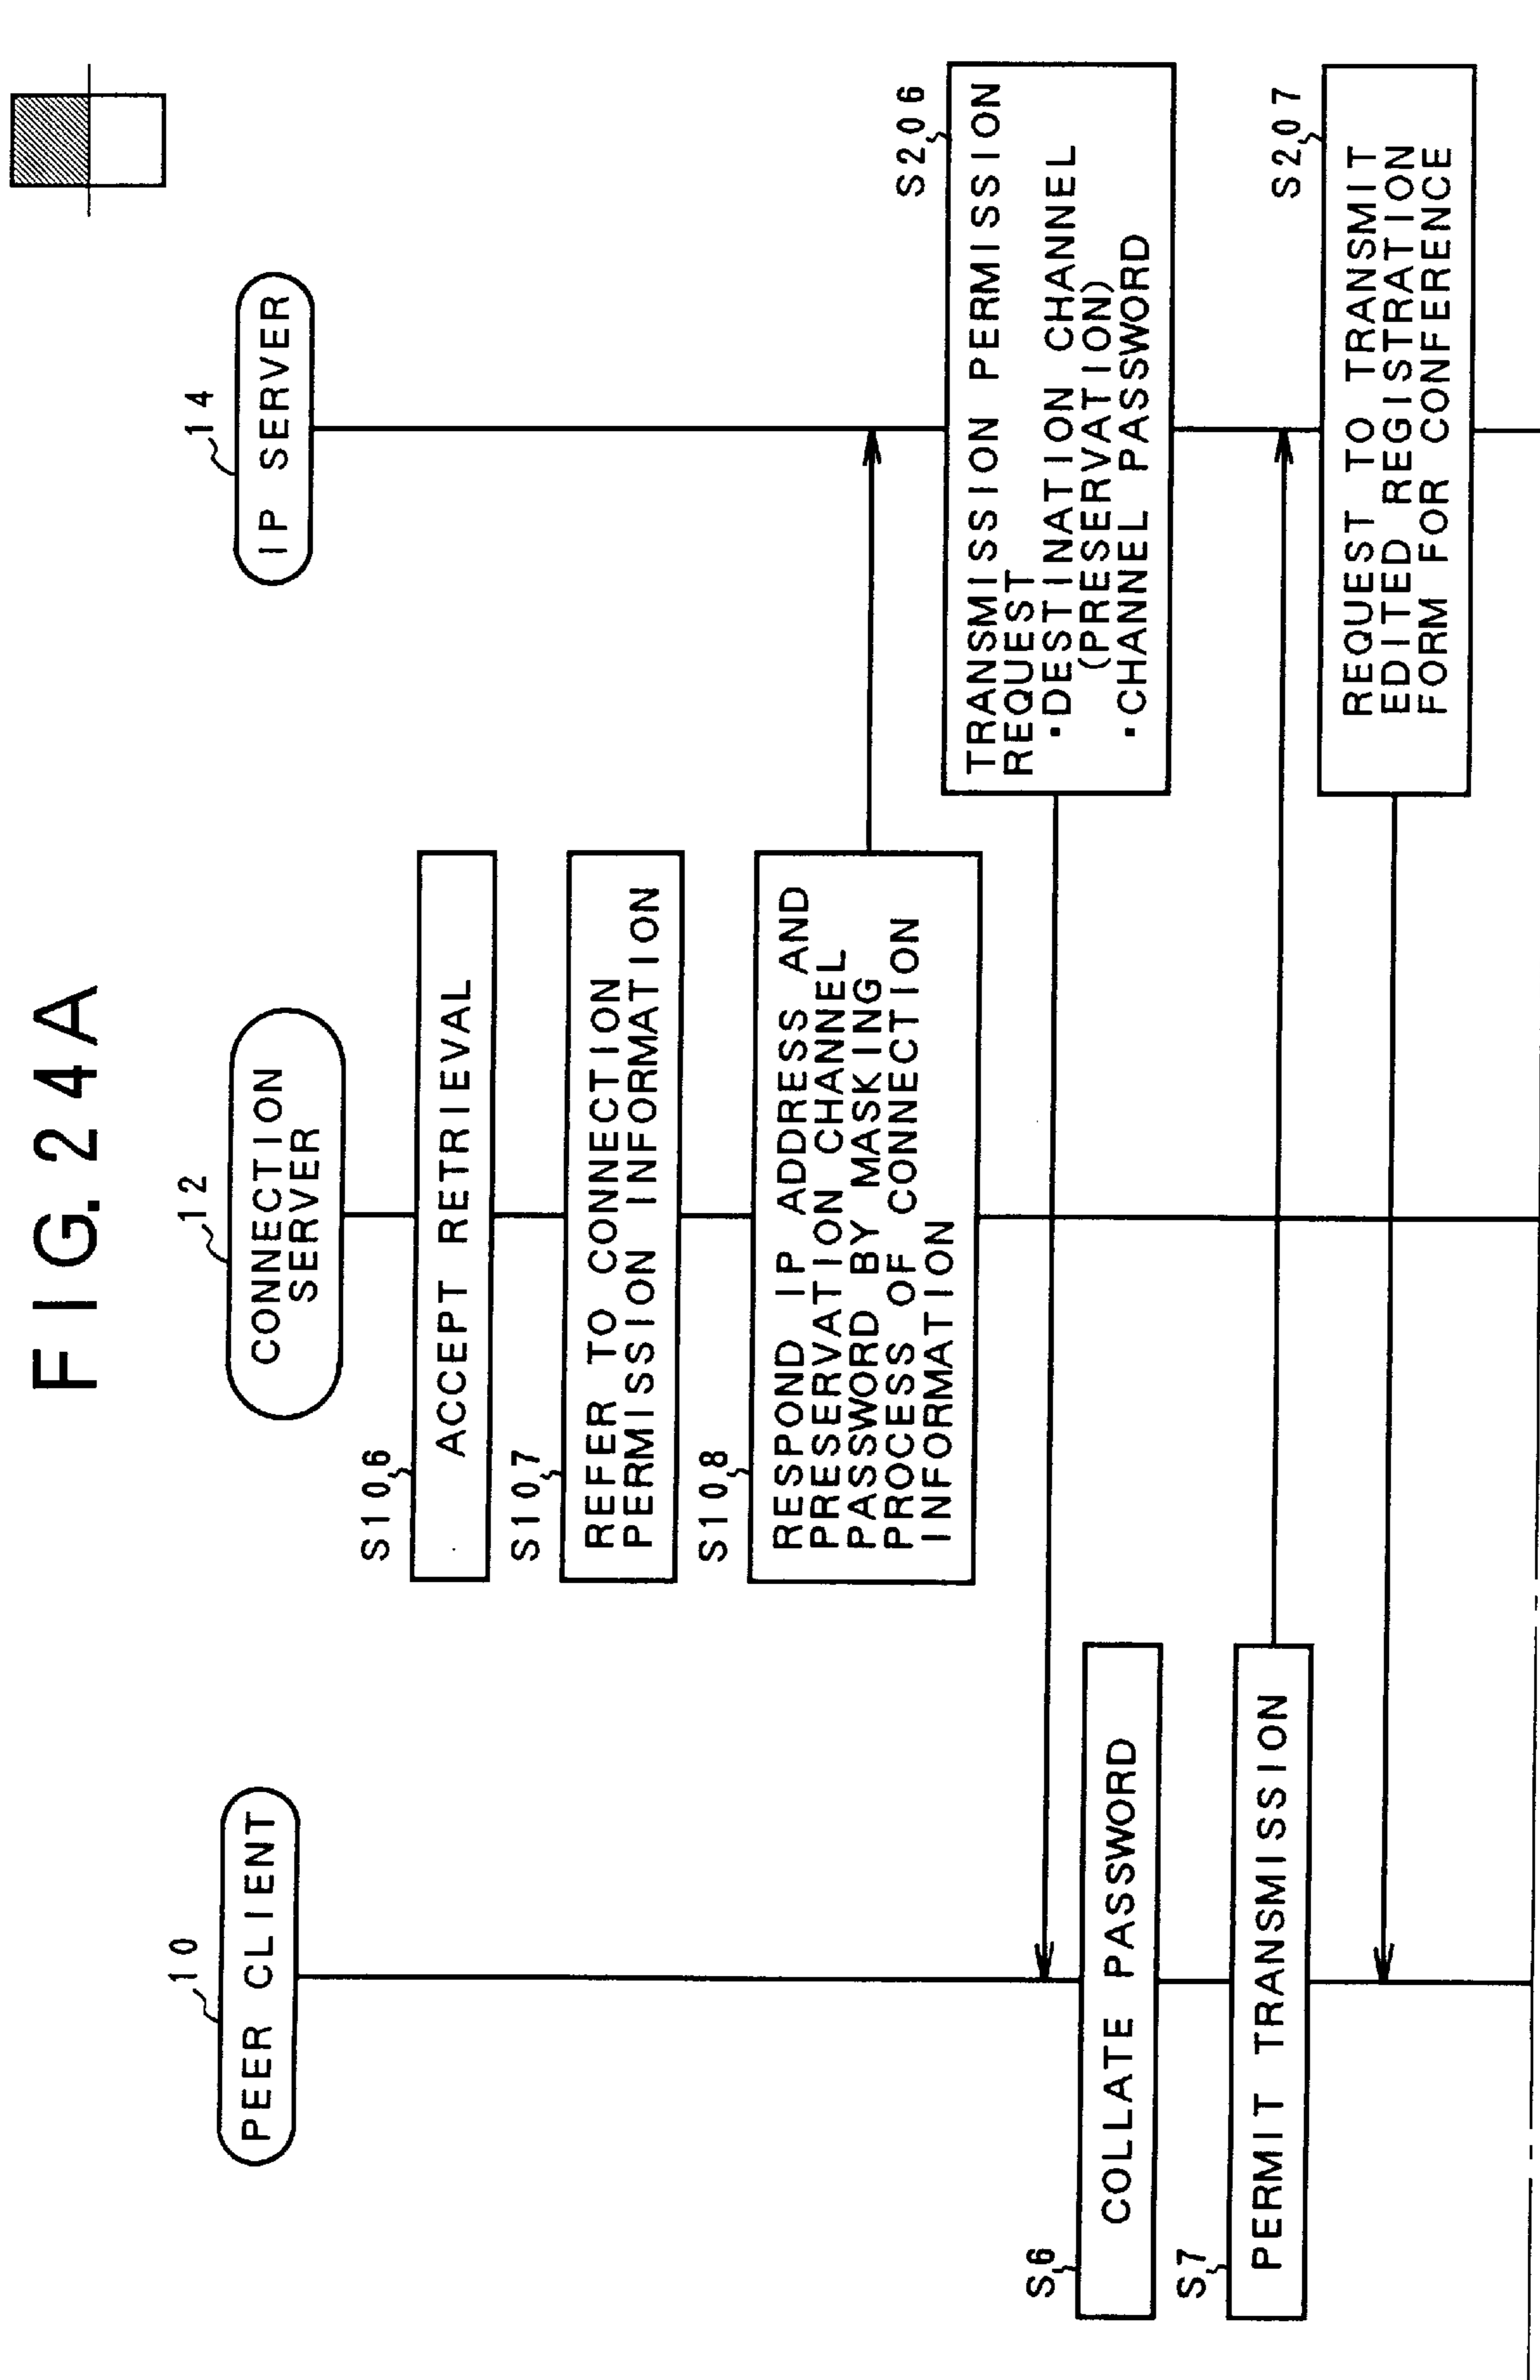 FIG. 24A
10
PEER CLIENT
12
CONNECTION
SERVER
14
IP SERVER
S106
ACCEPT RETRIEVAL
S107
REFER TO CONNECTION
PERMISSION INFORMATION
S108
RESPOND IP ADDRESS AND
PRESERVATION CHANNEL
PASSWORD BY MASKING
PROCESS OF CONNECTION
INFORMATION
S206
TRANSMISSION PERMISSION
REQUEST
・DESTINATION CHANNEL
(PRESERVATION)
・CHANNEL PASSWORD
S6
COLLATE PASSWORD
S7
PERMIT TRANSMISSION
S207
REQUEST TO TRANSMIT
EDITED REGISTRATION
FORM FOR CONFERENCE